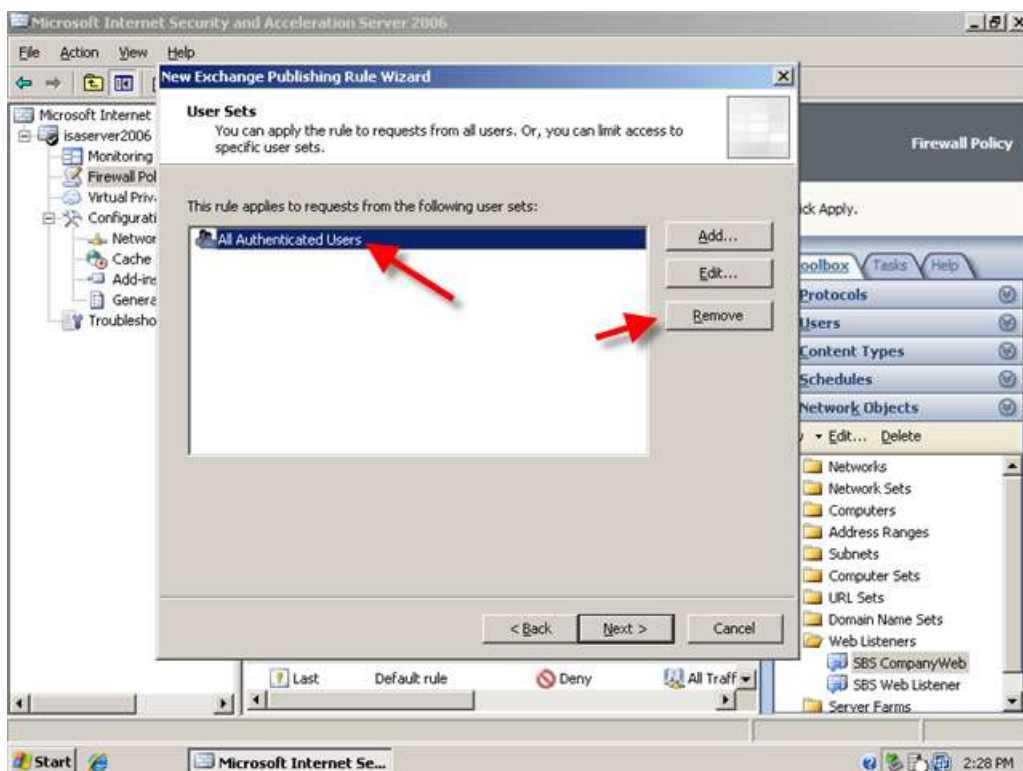 Microsoft Internet Security and Acceleration Server 2006
File Action View Help
New Exchange Publishing Rule Wizard
User Sets
You can apply the rule to requests from all users. Or, you can limit access to
specific user sets.
This rule applies to requests from the following user sets:
All Authenticated Users
Add...
Edit...
Remove
< Back Next > Cancel
Microsoft Internet
isaserver2006
Monitoring
Firewall Pol
Virtual Priv
Configurati
Networ
Cache
Add-ins
Genera
Troublesho
Firewall Policy
ick Apply.
oolbox Tasks Help
Protocols
Users
Content Types
Schedules
Network Objects
Edit... Delete
Networks
Network Sets
Computers
Address Ranges
Subnets
Computer Sets
URL Sets
Domain Name Sets
Web Listeners
SBS CompanyWeb
SBS Web Listener
Server Farms
Last Default rule Deny All Traff
Start Microsoft Internet Se... 2:28 PM